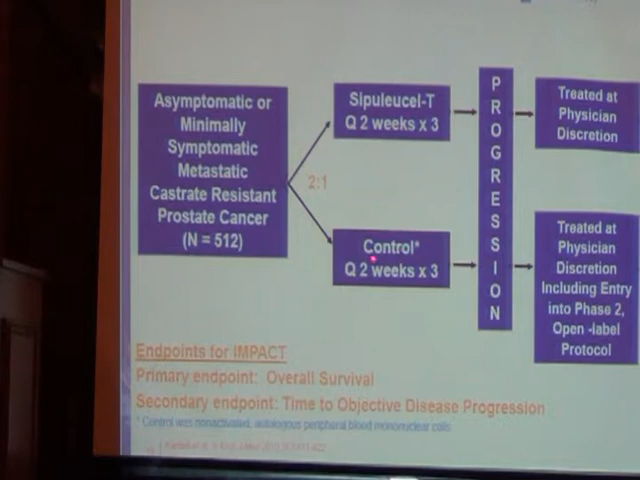 Asymptomatic or
Minimally
Symptomatic
Metastatic
Castrate Resistant
Prostate Cancer
(N = 512)
2:1
Sipuleucel-T
Q 2 weeks x 3
Control*
Q 2 weeks x 3
PROGRESSION
Treated at
Physician
Discretion
Treated at
Physician
Discretion
Including Entry
into Phase 2,
Open -label
Protocol
Endpoints for IMPACT
Primary endpoint: Overall Survival
Secondary endpoint: Time to Objective Disease Progression
* Control was nonactivated, autologous peripheral blood mononuclear cells